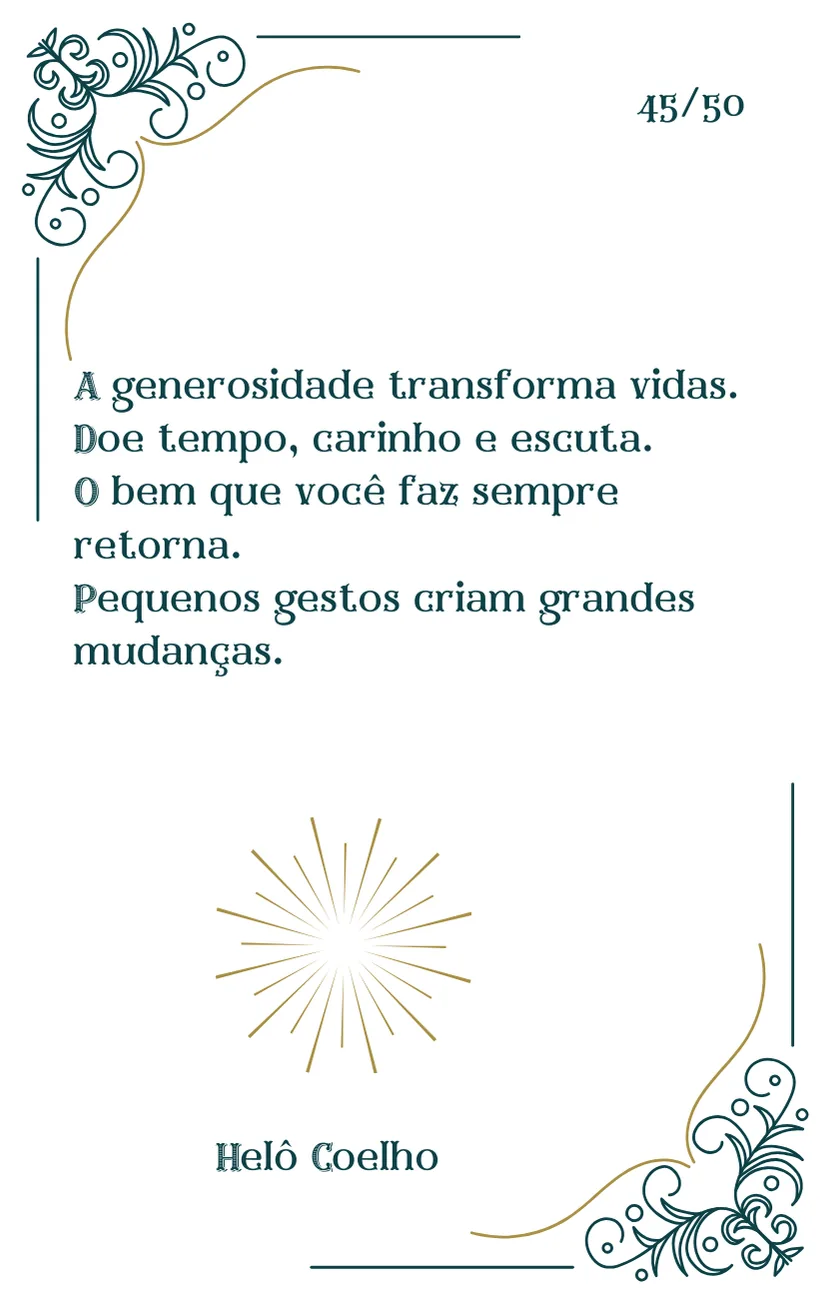 45/50
A generosidade transforma vidas.
Doe tempo, carinho e escuta.
O bem que você faz sempre
retorna.
Pequenos gestos criam grandes
mudanças.
Helô Coelho